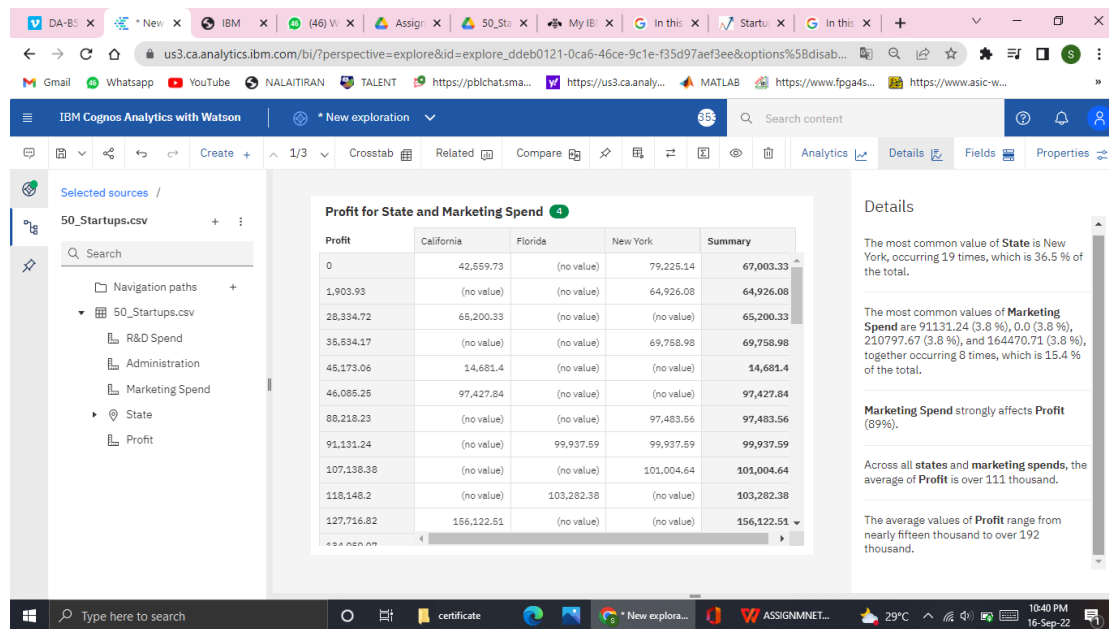 DA-B5
* New
IBM
(46) W
Assign
50_Sta
My IB
In this
Startu
In this
us3.ca.analytics.ibm.com/bi/?perspective=explore&id=explore_ddeb0121-0ca6-46ce-9c1e-f35d97aef3ee&options%5Bdisab...
S
Gmail
Whatsapp
YouTube
NALAITIRAN
TALENT
https://pblchat.sma...
https://us3.ca.analy...
MATLAB
https://www.fpga4s...
https://www.asic-w...
»
IBM Cognos Analytics with Watson
* New exploration
353
Search content
Create +
1/3
Crosstab
Related
Compare
Analytics
Details
Fields
Properties
Selected sources /
50_Startups.csv
Search
Navigation paths
50_Startups.csv
R&D Spend
Administration
Marketing Spend
State
Profit
Profit for State and Marketing Spend 4
Profit California Florida New York Summary
0 42,559.73 (no value) 79,225.14 67,003.33
1,903.93 (no value) (no value) 64,926.08 64,926.08
28,334.72 65,200.33 (no value) (no value) 65,200.33
35,534.17 (no value) (no value) 69,758.98 69,758.98
45,173.06 14,681.4 (no value) (no value) 14,681.4
46,085.25 97,427.84 (no value) (no value) 97,427.84
88,218.23 (no value) (no value) 97,483.56 97,483.56
91,131.24 (no value) 99,937.59 99,937.59 99,937.59
107,138.38 (no value) (no value) 101,004.64 101,004.64
118,148.2 (no value) 103,282.38 (no value) 103,282.38
127,716.82 156,122.51 (no value) (no value) 156,122.51
Details
The most common value of State is New
York, occurring 19 times, which is 36.5 % of
the total.
The most common values of Marketing
Spend are 91131.24 (3.8 %), 0.0 (3.8 %),
210797.67 (3.8 %), and 164470.71 (3.8 %),
together occurring 8 times, which is 15.4 %
of the total.
Marketing Spend strongly affects Profit
(89%).
Across all states and marketing spends, the
average of Profit is over 111 thousand.
The average values of Profit range from
nearly fifteen thousand to over 192
thousand.
Type here to search
certificate
* New explora...
ASSIGNMNET...
29°C
10:40 PM
16-Sep-22